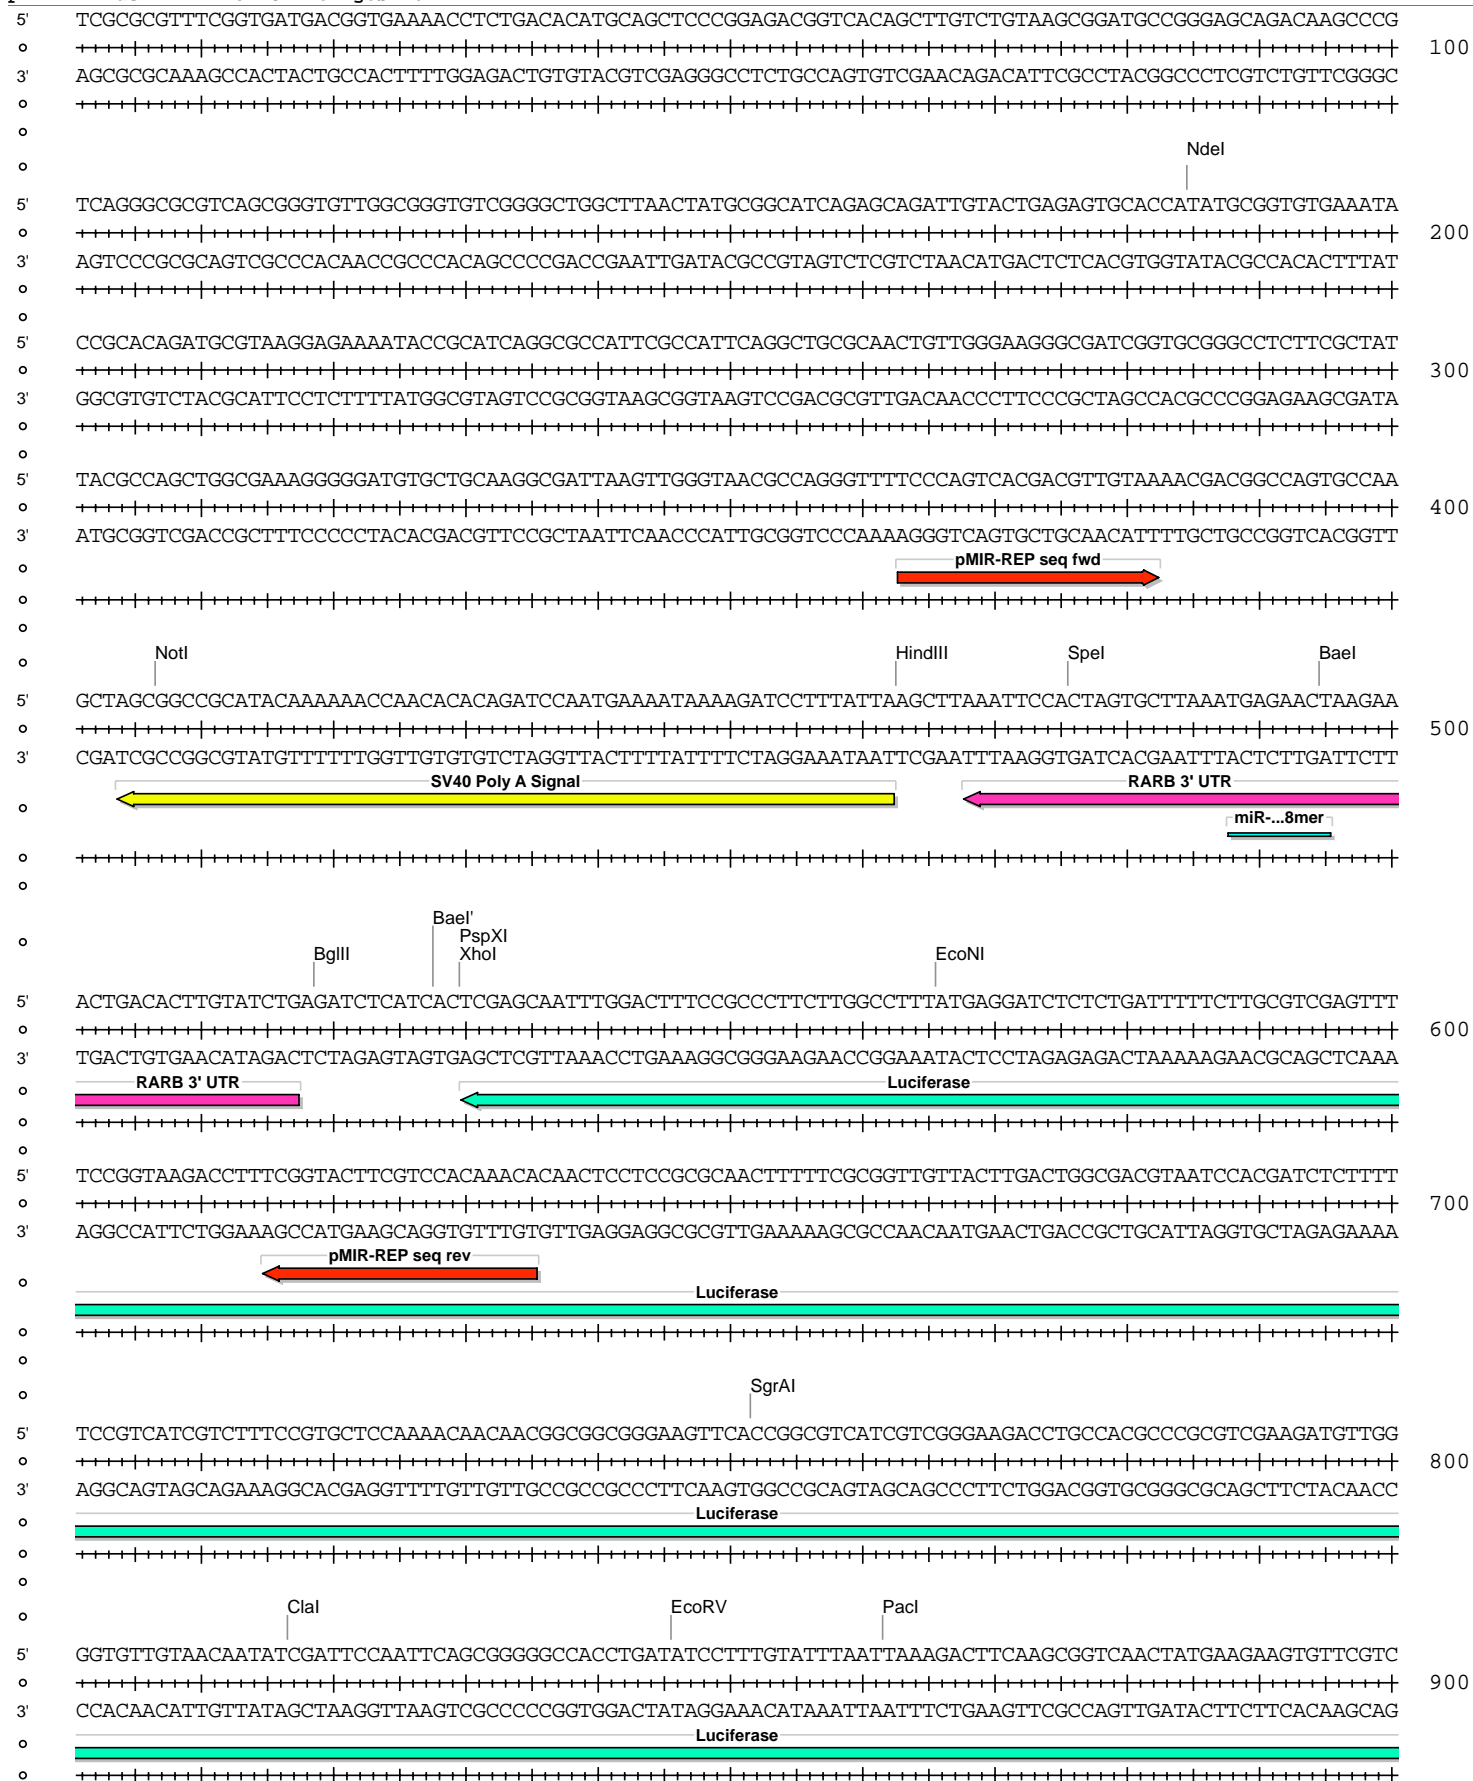 5' TCGCGCGTTTCGGTGATGACGGTGAAAACCTCTGACACATGCAGCTCCCGGAGACGGTCACAGCTTGTCTGTAAGCGGATGCCGGGAGCAGACAAGCCCG
100
3' AGCGCGCAAAGCCACTACTGCCACTTTTGGAGACTGTGTACGTCGAGGGCCTCTGCCAGTGTCGAACAGACATTCGCCTACGGCCCTCGTCTGTTCGGGC
NdeI
5' TCAGGGCGCGTCAGCGGGTGTTGGCGGGTGTCGGGGCTGGCTTAACTATGCGGCATCAGAGCAGATTGTACTGAGAGTGCACCATATGCGGTGTGAAATA
200
3' AGTCCCGCGCAGTCGCCCACAACCGCCCACAGCCCCGACCGAATTGATACGCCGTAGTCTCGTCTAACATGACTCTCACGTGGTATACGCCACACTTTAT
5' CCGCACAGATGCGTAAGGAGAAAATACCGCATCAGGCGCCATTCGCCATTCAGGCTGCGCAACTGTTGGGAAGGGCGATCGGTGCGGGCCTCTTCGCTAT
300
3' GGCGTGTCTACGCATTCCTCTTTTATGGCGTAGTCCGCGGTAAGCGGTAAGTCCGACGCGTTGACAACCCTTCCCGCTAGCCACGCCCGGAGAAGCGATA
5' TACGCCAGCTGGCGAAAGGGGGATGTGCTGCAAGGCGATTAAGTTGGGTAACGCCAGGGTTTTCCCAGTCACGACGTTGTAAAACGACGGCCAGTGCCAA
400
3' ATGCGGTCGACCGCTTTCCCCCTACACGACGTTCCGCTAATTCAACCCATTGCGGTCCCAAAAGGGTCAGTGCTGCAACATTTTGCTGCCGGTCACGGTT
pMIR-REP seq fwd
NotI HindIII SpeI BaeI
5' GCTAGCGGCCGCATACAAAAAACCAACACACAGATCCAATGAAAATAAAAGATCCTTTATTAAGCTTAAATTCCACTAGTGCTTAAATGAGAACTAAGAA
500
3' CGATCGCCGGCGTATGTTTTTTGGTTGTGTGTCTAGGTTACTTTTATTTTCTAGGAAATAATTCGAATTTAAGGTGATCACGAATTTACTCTTGATTCTT
SV40 Poly A Signal RARB 3' UTR
miR-...8mer
BaeI'
PspXI
BglII XhoI EcoNI
5' ACTGACACTTGTATCTGAGATCTCATCACTCGAGCAATTTGGACTTTCCGCCCTTCTTGGCCTTTATGAGGATCTCTCTGATTTTTCTTGCGTCGAGTTT
600
3' TGACTGTGAACATAGACTCTAGAGTAGTGAGCTCGTTAAACCTGAAAGGCGGGAAGAACCGGAAATACTCCTAGAGAGACTAAAAAGAACGCAGCTCAAA
RARB 3' UTR Luciferase
5' TCCGGTAAGACCTTTCGGTACTTCGTCCACAAACACAACTCCTCCGCGCAACTTTTTCGCGGTTGTTACTTGACTGGCGACGTAATCCACGATCTCTTTT
700
3' AGGCCATTCTGGAAAGCCATGAAGCAGGTGTTTGTGTTGAGGAGGCGCGTTGAAAAAGCGCCAACAATGAACTGACCGCTGCATTAGGTGCTAGAGAAAA
pMIR-REP seq rev
Luciferase
SgrAI
5' TCCGTCATCGTCTTTCCGTGCTCCAAAACAACAACGGCGGCGGGAAGTTCACCGGCGTCATCGTCGGGAAGACCTGCCACGCCCGCGTCGAAGATGTTGG
800
3' AGGCAGTAGCAGAAAGGCACGAGGTTTTGTTGTTGCCGCCGCCCTTCAAGTGGCCGCAGTAGCAGCCCTTCTGGACGGTGCGGGCGCAGCTTCTACAACC
Luciferase
ClaI EcoRV PacI
5' GGTGTTGTAACAATATCGATTCCAATTCAGCGGGGGCCACCTGATATCCTTTGTATTTAATTAAAGACTTCAAGCGGTCAACTATGAAGAAGTGTTCGTC
900
3' CCACAACATTGTTATAGCTAAGGTTAAGTCGCCCCCGGTGGACTATAGGAAACATAAATTAATTTCTGAAGTTCGCCAGTTGATACTTCTTCACAAGCAG
Luciferase